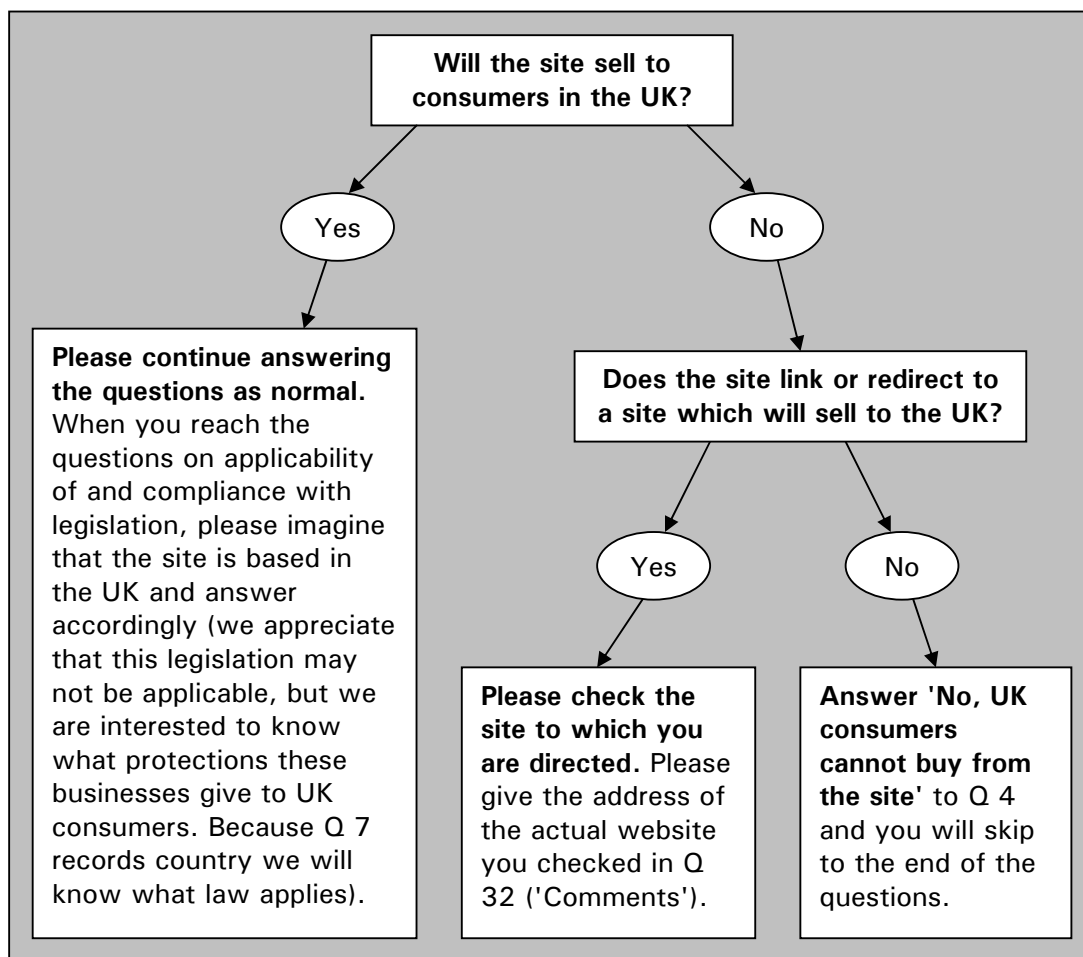 Will the site sell to
consumers in the UK?
Yes
No
Please continue answering
the questions as normal.
When you reach the
questions on applicability
of and compliance with
legislation, please imagine
that the site is based in
the UK and answer
accordingly (we appreciate
that this legislation may
not be applicable, but we
are interested to know
what protections these
businesses give to UK
consumers. Because Q 7
records country we will
know what law applies).
Does the site link or redirect to
a site which will sell to the UK?
Yes
No
Please check the
site to which you
are directed. Please
give the address of
the actual website
you checked in Q
32 ('Comments').
Answer 'No, UK
consumers
cannot buy from
the site' to Q 4
and you will skip
to the end of the
questions.